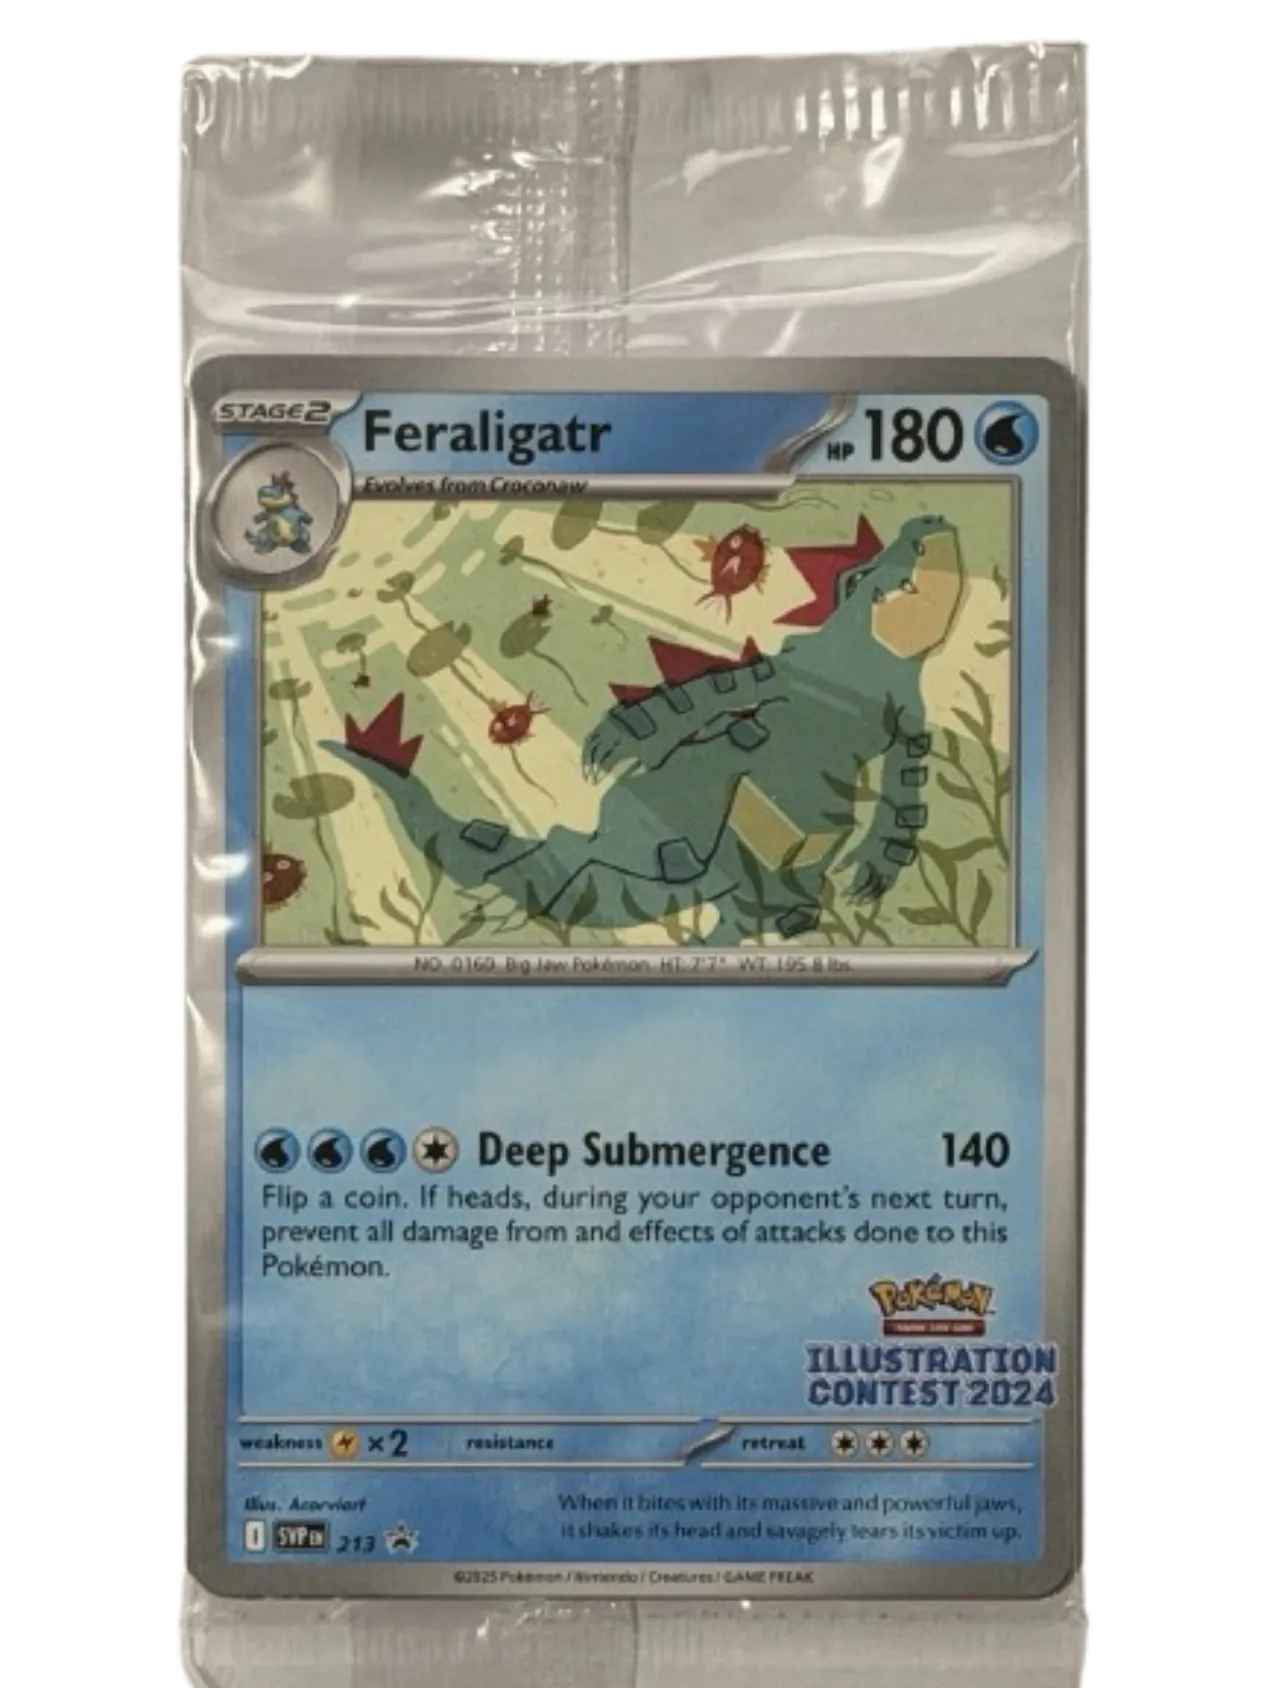 STAGE2
Feraligatr
HP 180
Evolves from Croconaw
NO. 0160 Big Jaw Pokémon HT: 7'7" WT: 195.8 lbs.
Deep Submergence 140
Flip a coin. If heads, during your opponent's next turn,
prevent all damage from and effects of attacks done to this
Pokémon.
POKÉMON
ILLUSTRATION
CONTEST 2024
weakness ×2 resistance retreat
Illus. Acorviart
When it bites with its massive and powerful jaws,
it shakes its head and savagely tears its victim up.
I SVP EN 213
©2025 Pokémon / Nintendo / Creatures / GAME FREAK